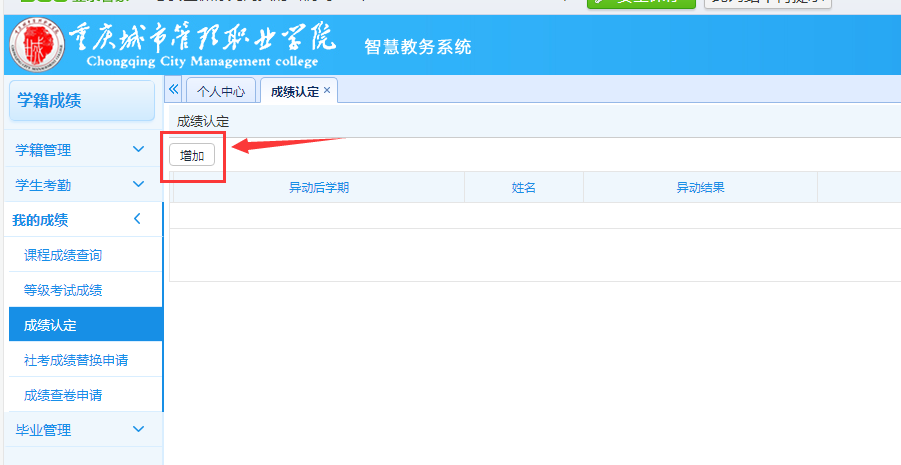 重庆城市管理职业学院
Chongqing City Management college
智慧教务系统
学籍成绩
个人中心
成绩认定
成绩认定
增加
学籍管理
学生考勤
我的成绩
课程成绩查询
等级考试成绩
成绩认定
社考成绩替换申请
成绩查卷申请
毕业管理
异动后学期 姓名 异动结果